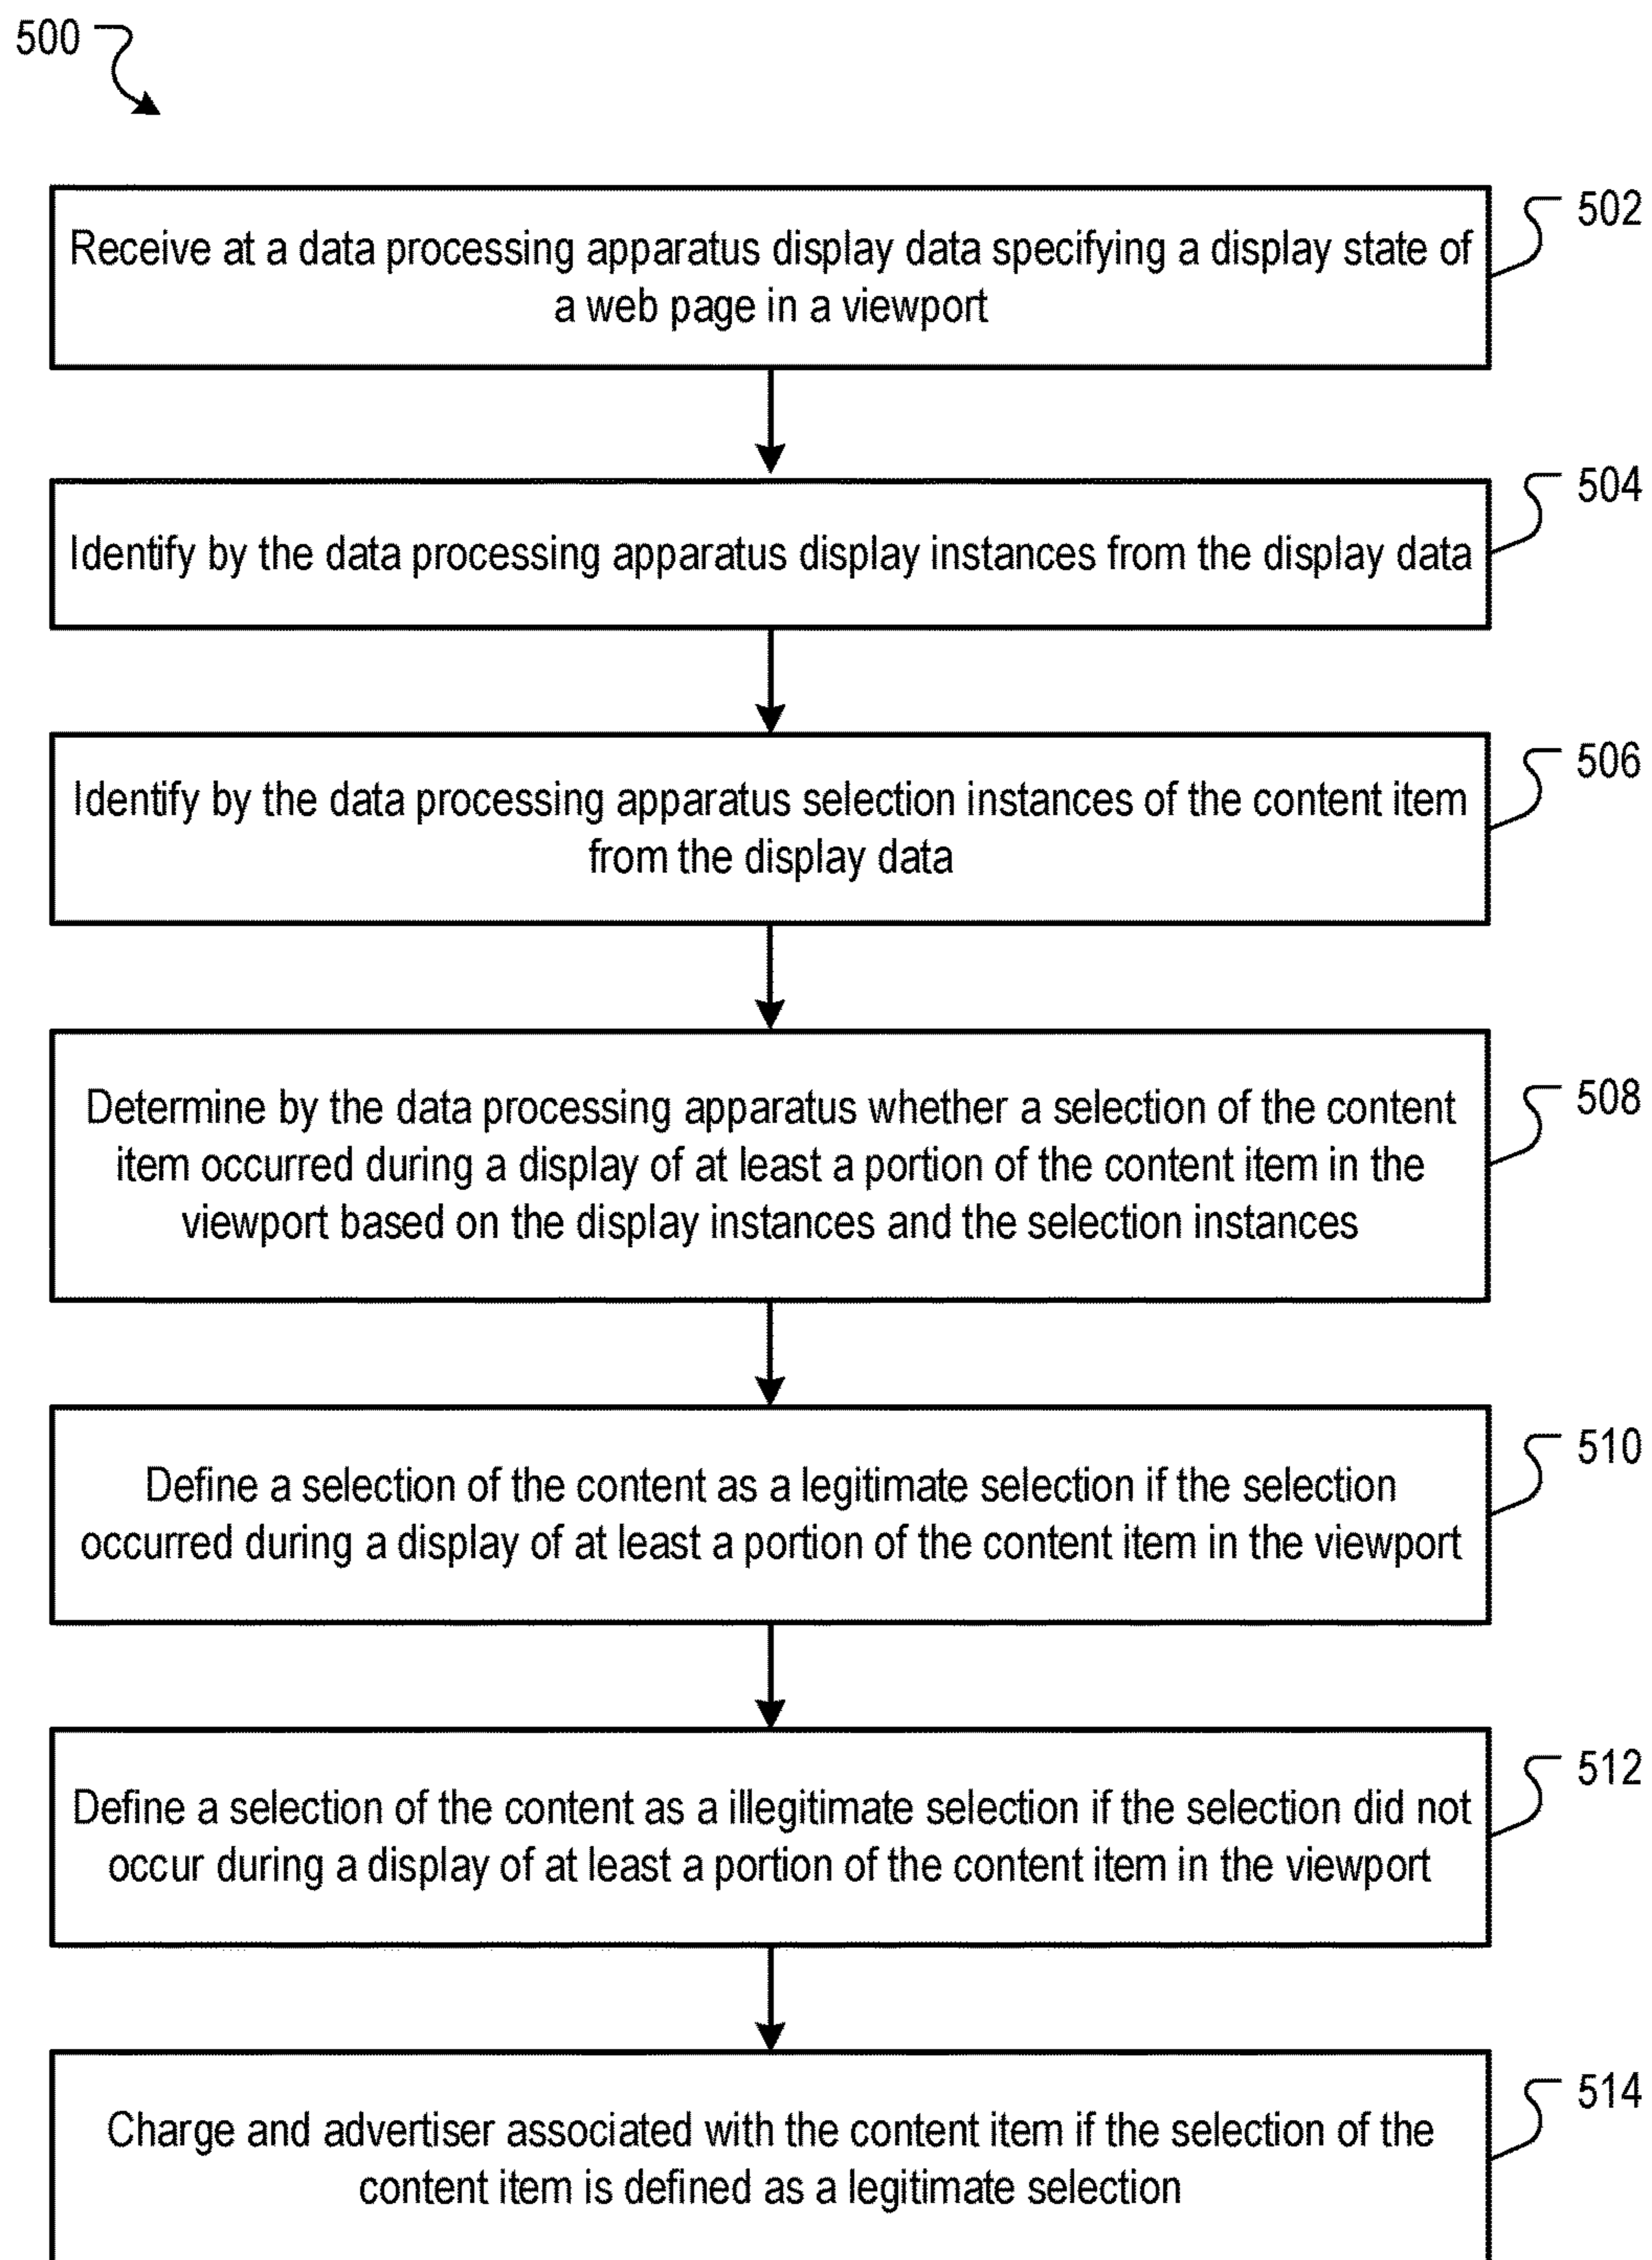 500
502
Receive at a data processing apparatus display data specifying a display state of
a web page in a viewport
504
Identify by the data processing apparatus display instances from the display data
506
Identify by the data processing apparatus selection instances of the content item
from the display data
508
Determine by the data processing apparatus whether a selection of the content
item occurred during a display of at least a portion of the content item in the
viewport based on the display instances and the selection instances
510
Define a selection of the content as a legitimate selection if the selection
occurred during a display of at least a portion of the content item in the viewport
512
Define a selection of the content as a illegitimate selection if the selection did not
occur during a display of at least a portion of the content item in the viewport
514
Charge and advertiser associated with the content item if the selection of the
content item is defined as a legitimate selection